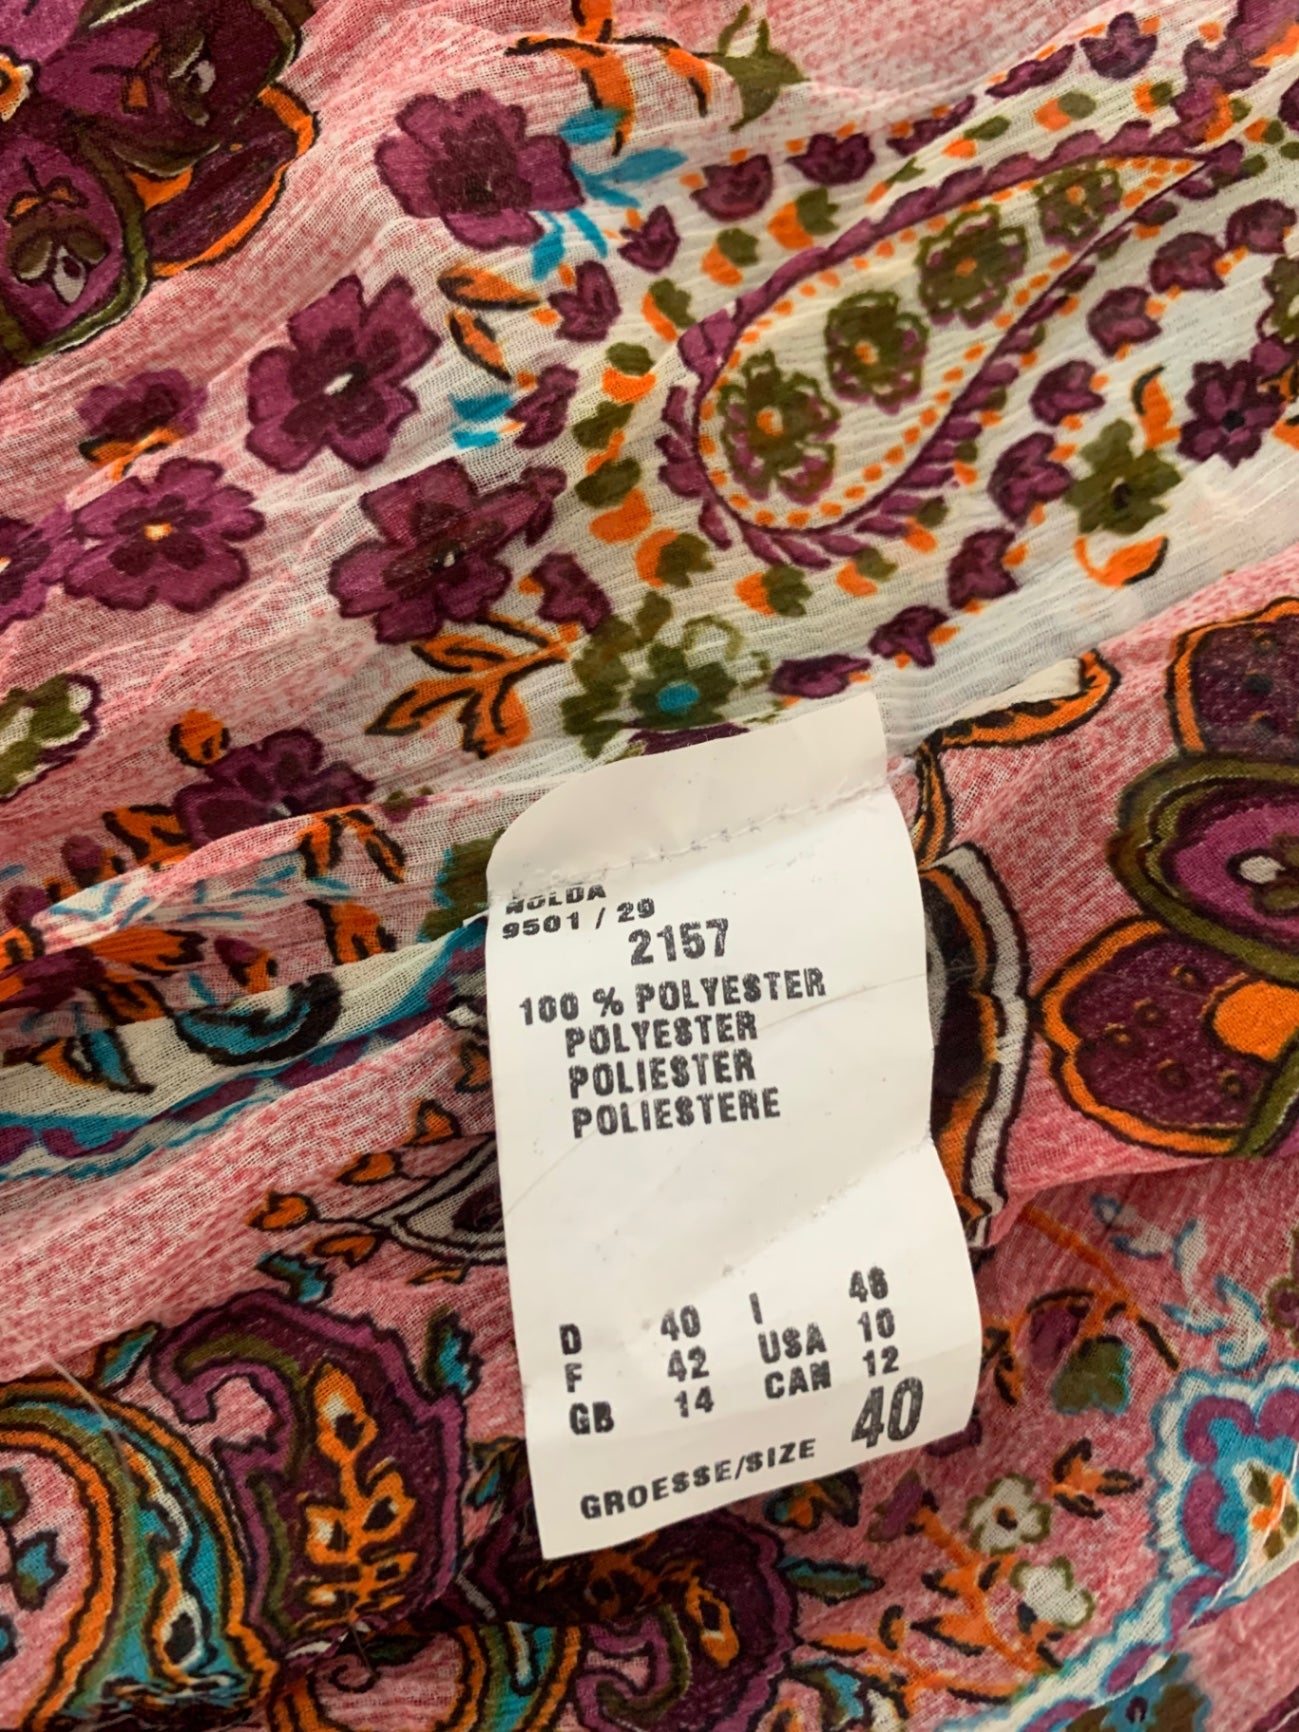 NOLDA
9501 / 29
2157
100 % POLYESTER
POLYESTER
POLIESTER
POLIESTERE
D 40 I 46
F 42 USA 10
GB 14 CAN 12
GROESSE/SIZE 40